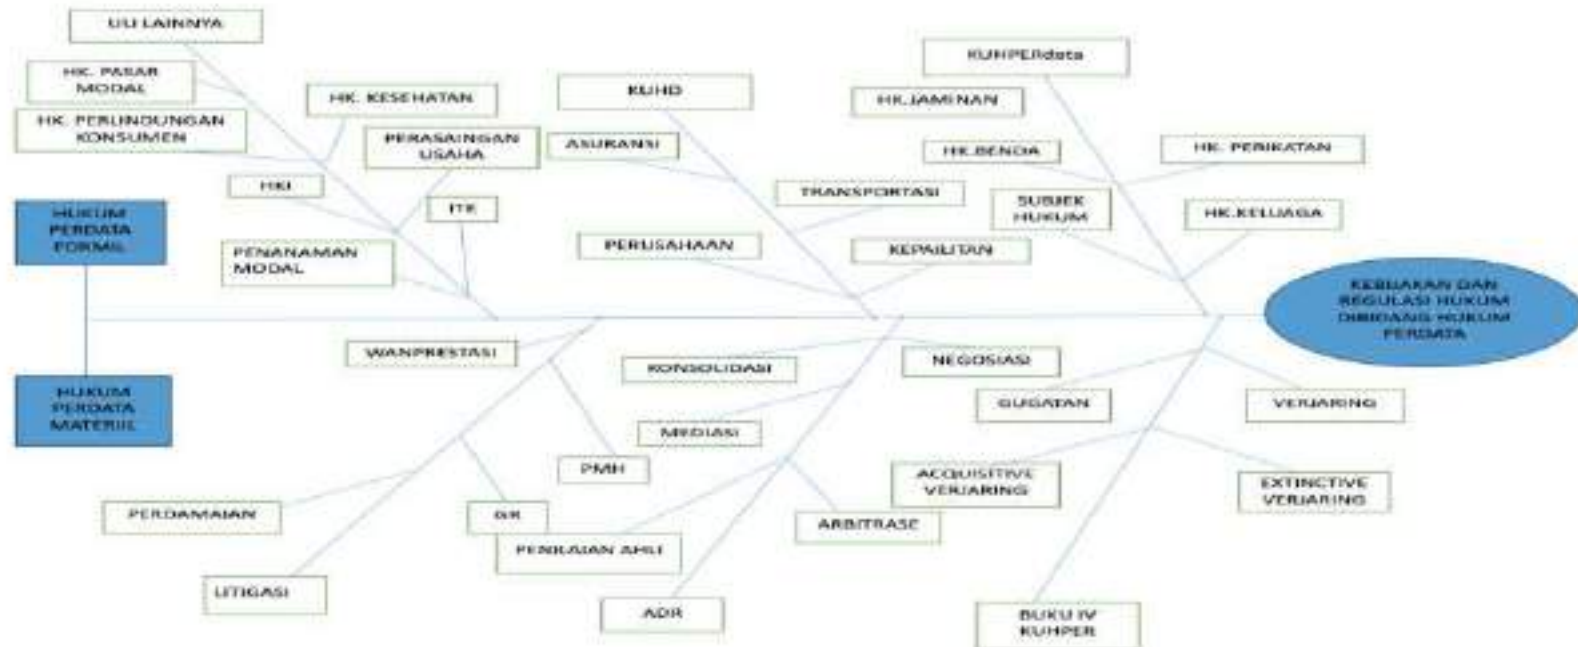 UU LAINNYA
KUHPERdata
HK. PASAR
MODAL
HK. KESEHATAN
KUHD
HK.JAMINAN
HK. PERLINDUNGAN
KONSUMEN
PERASAINGAN
USAHA
ASURANSI
HK.BENDA
HK. PERIKATAN
HKI
ITE
TRANSPORTASI
SUBJEK
HUKUM
HK.KELUAGA
HUKUM
PERDATA
FORMIL
PENANAMAN
MODAL
PERUSAHAAN
KEPAILITAN
KEBIJAKAN DAN
REGULASI HUKUM
DIBIDANG HUKUM
PERDATA
WANPRESTASI
KONSOLIDASI
NEGOSIASI
HUKUM
PERDATA
MATERIIL
GUGATAN
VERJARING
MEDIASI
PMH
ACQUISITIVE
VERJARING
EXTINCTIVE
VERJARING
PERDAMAIAN
GR
ARBITRASE
PENILAIAN AHLI
LITIGASI
ADR
BUKU IV
KUHPER